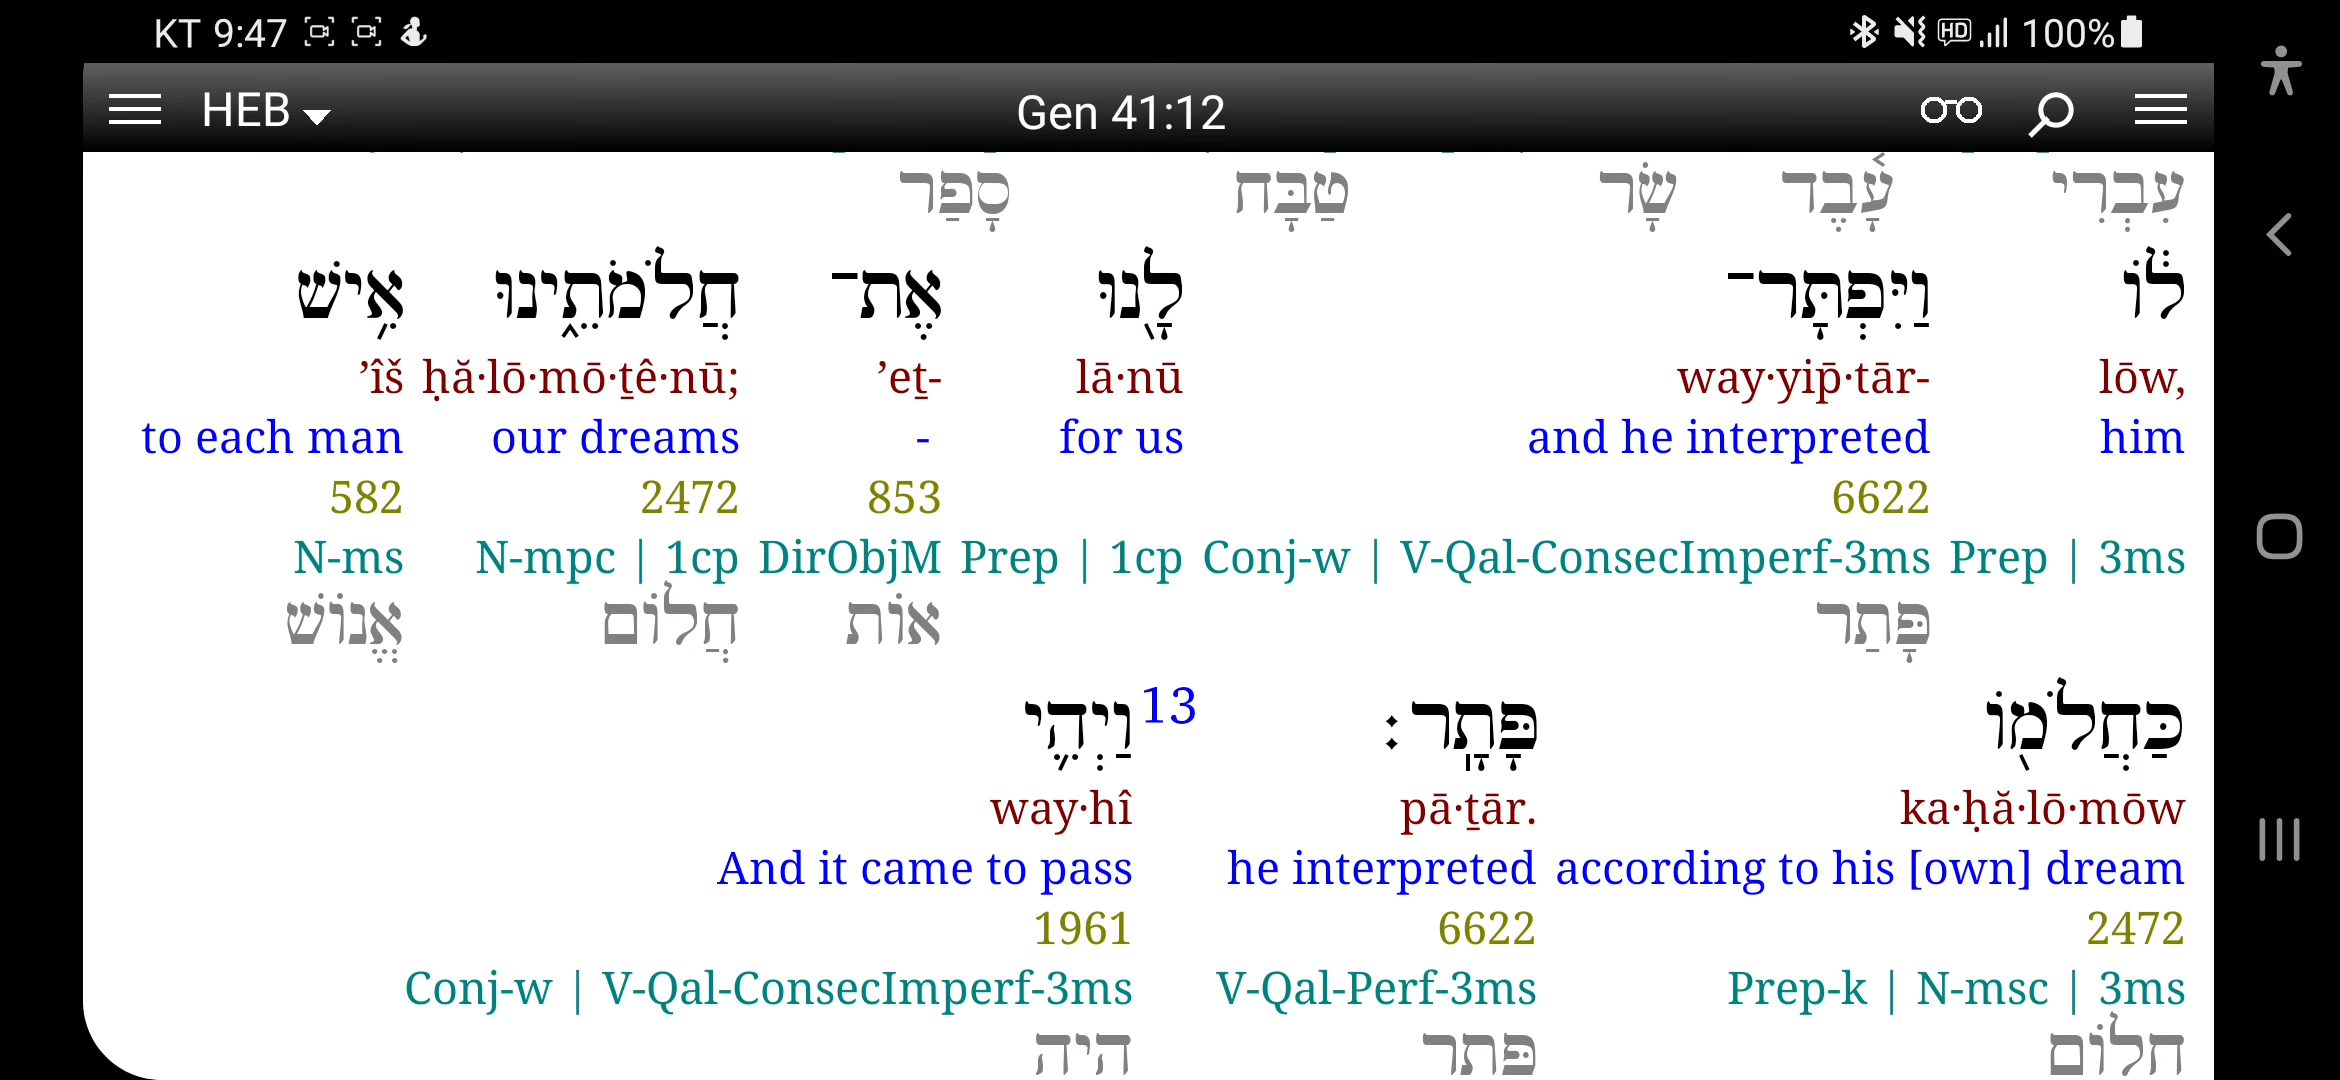 KT 9:47 100%
HEB Gen 41:12
עִבְרִי עָ֫בֶד שָׂר טַבָּח סָפַר
ל֔וֹ וַיִּפְתָּר־ לָ֖נוּ אֶת־ חֲלֹמֹתֵ֑ינוּ אִ֥ישׁ
lōw, way·yip̄·tār- lā·nū ’eṯ- ḥă·lō·mō·ṯê·nū; ’îš
him and he interpreted for us - our dreams to each man
6622 853 2472 582
Prep | 3ms Conj-w | V-Qal-ConsecImperf-3ms Prep | 1cp DirObjM N-mpc | 1cp N-ms
פָּתַר אוֹת חֲלוֹם אֱנוֹשׁ
כַּחֲלֹמ֖וֹ פָּתָֽר׃ 13 וַיְהִ֛י
ka·ḥă·lō·mōw pā·ṯār. way·hî
according to his [own] dream he interpreted And it came to pass
2472 6622 1961
Prep-k | N-msc | 3ms V-Qal-Perf-3ms Conj-w | V-Qal-ConsecImperf-3ms
חלוֹם פּתר היה